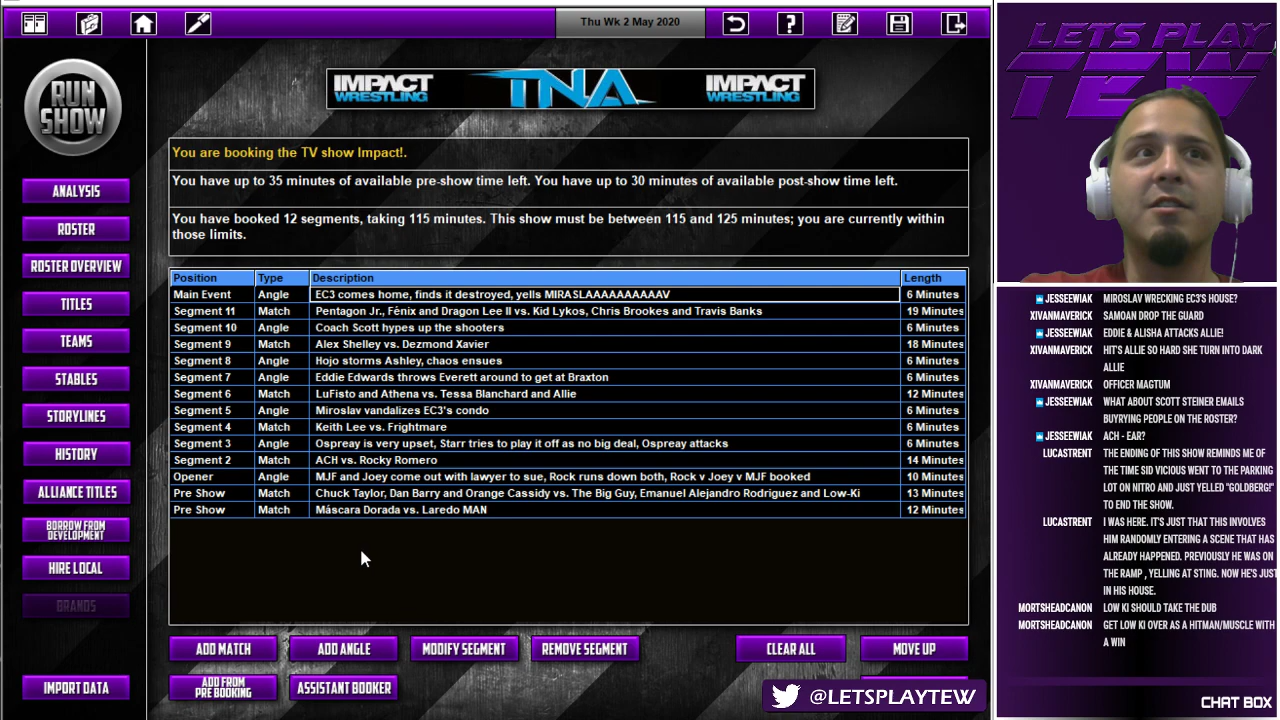 Thu Wk 2 May 2020
RUN
SHOW
IMPACT
WRESTLING
TNA
IMPACT
WRESTLING
LETS PLAY
TEW
You are booking the TV show Impact!.
You have up to 35 minutes of available pre-show time left. You have up to 30 minutes of available post-show time left.
You have booked 12 segments, taking 115 minutes. This show must be between 115 and 125 minutes; you are currently within
those limits.
ANALYSIS
ROSTER
ROSTER OVERVIEW
TITLES
TEAMS
STABLES
STORYLINES
HISTORY
ALLIANCE TITLES
BORROW FROM
DEVELOPMENT
HIRE LOCAL
BRANDS
IMPORT DATA
Position Type Description Length
Main Event Angle EC3 comes home, finds it destroyed, yells MIRASLAAAAAAAAAAV 6 Minutes
Segment 11 Match Pentagon Jr., Fénix and Dragon Lee II vs. Kid Lykos, Chris Brookes and Travis Banks 19 Minutes
Segment 10 Angle Coach Scott hypes up the shooters 6 Minutes
Segment 9 Match Alex Shelley vs. Dezmond Xavier 18 Minutes
Segment 8 Angle Hojo storms Ashley, chaos ensues 6 Minutes
Segment 7 Angle Eddie Edwards throws Everett around to get at Braxton 6 Minutes
Segment 6 Match LuFisto and Athena vs. Tessa Blanchard and Allie 12 Minutes
Segment 5 Angle Miroslav vandalizes EC3's condo 6 Minutes
Segment 4 Match Keith Lee vs. Frightmare 6 Minutes
Segment 3 Angle Ospreay is very upset, Starr tries to play it off as no big deal, Ospreay attacks 6 Minutes
Segment 2 Match ACH vs. Rocky Romero 14 Minutes
Opener Angle MJF and Joey come out with lawyer to sue, Rock runs down both, Rock v Joey v MJF booked 10 Minutes
Pre Show Match Chuck Taylor, Dan Barry and Orange Cassidy vs. The Big Guy, Emanuel Alejandro Rodriguez and Low-Ki 13 Minutes
Pre Show Match Máscara Dorada vs. Laredo MAN 12 Minutes
ADD MATCH
ADD ANGLE
MODIFY SEGMENT
REMOVE SEGMENT
CLEAR ALL
MOVE UP
ADD FROM
PRE BOOKING
ASSISTANT BOOKER
@LETSPLAYTEW
JESSEEWIAK MIROSLAV WRECKING EC3'S HOUSE?
XIVANMAVERICK SAMOAN DROP THE GUARD
JESSEEWIAK EDDIE & ALISHA ATTACKS ALLIE!
XIVANMAVERICK HIT'S ALLIE SO HARD SHE TURN INTO DARK
ALLIE
XIVANMAVERICK OFFICER MAGTUM
JESSEEWIAK WHAT ABOUT SCOTT STEINER EMAILS
BUYRYING PEOPLE ON THE ROSTER?
JESSEEWIAK ACH - EAR?
LUCASTRENT THE ENDING OF THIS SHOW REMINDS ME OF
THE TIME SID VICIOUS WENT TO THE PARKING
LOT ON NITRO AND JUST YELLED "GOLDBERG!"
TO END THE SHOW.
LUCASTRENT I WAS HERE. IT'S JUST THAT THIS INVOLVES
HIM RANDOMLY ENTERING A SCENE THAT HAS
ALREADY HAPPENED. PREVIOUSLY HE WAS ON
THE RAMP , YELLING AT STING. NOW HE'S JUST
IN HIS HOUSE.
MORTSHEADCANON LOW KI SHOULD TAKE THE DUB
MORTSHEADCANON GET LOW KI OVER AS A HITMAN/MUSCLE WITH
A WIN
CHAT BOX